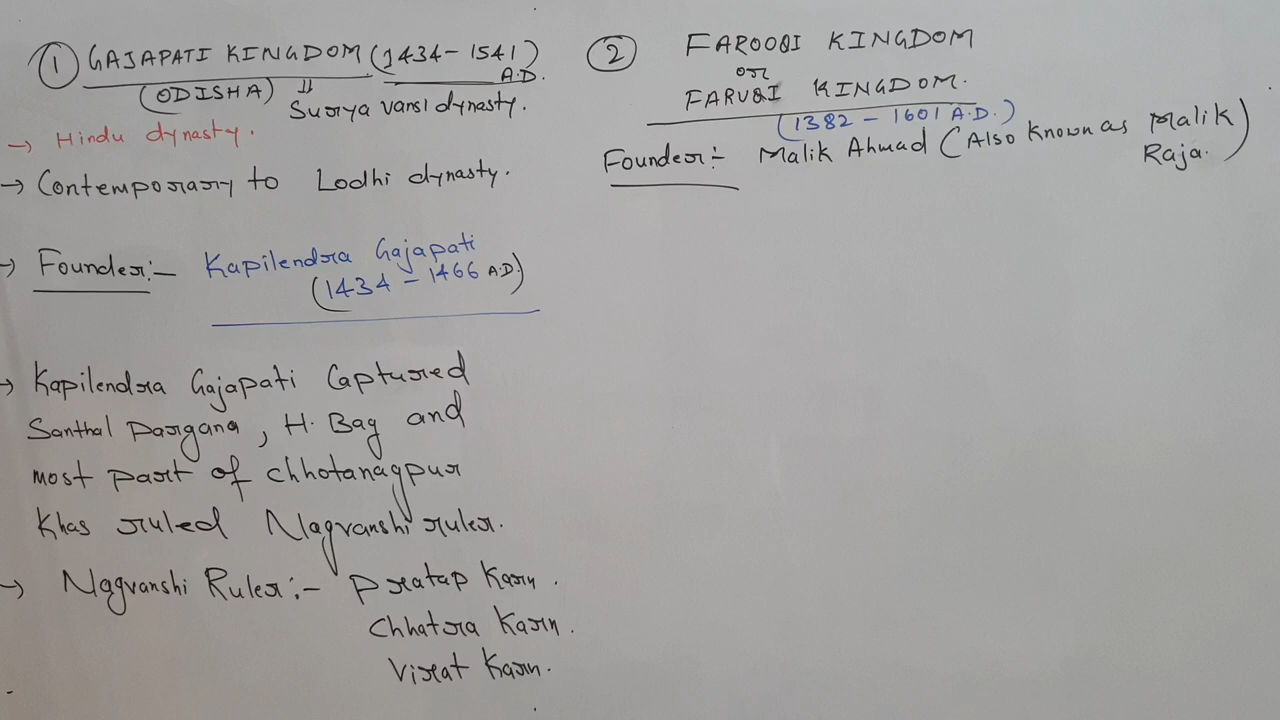 ① GAJAPATI KINGDOM (1434 - 1541) A.D.
(ODISHA) Surya vansi dynasty.
→ Hindu dynasty.
→ Contemporary to Lodhi dynasty.
→ Founder:- Kapilendra Gajapati
(1434 - 1466 A.D.)
→ Kapilendra Gajapati Captured
Santhal Pargana, H. Bag and
most part of chhotanagpur
Khas ruled Nagvanshi ruler.
→ Nagvanshi Ruler:- Pratap Karn.
Chhatra Karn.
Virat Karn.
② FAROOQI KINGDOM
or
FARUQI KINGDOM.
(1382 - 1601 A.D.)
Founder:- Malik Ahmad (Also Known as Malik
Raja.)